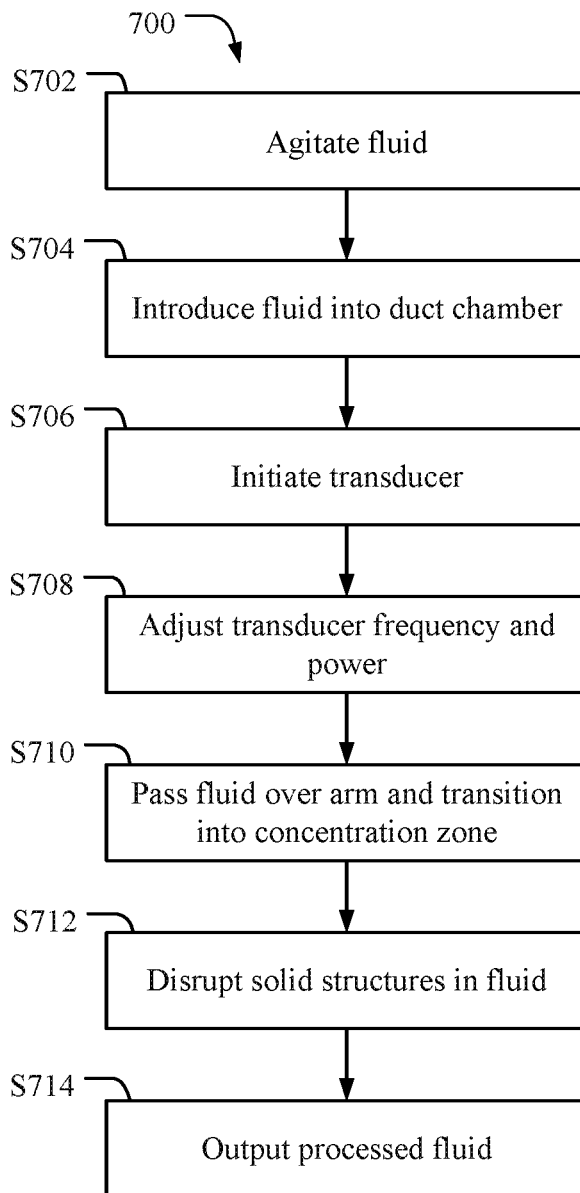 700
S702
Agitate fluid
S704
Introduce fluid into duct chamber
S706
Initiate transducer
S708
Adjust transducer frequency and
power
S710
Pass fluid over arm and transition
into concentration zone
S712
Disrupt solid structures in fluid
S714
Output processed fluid